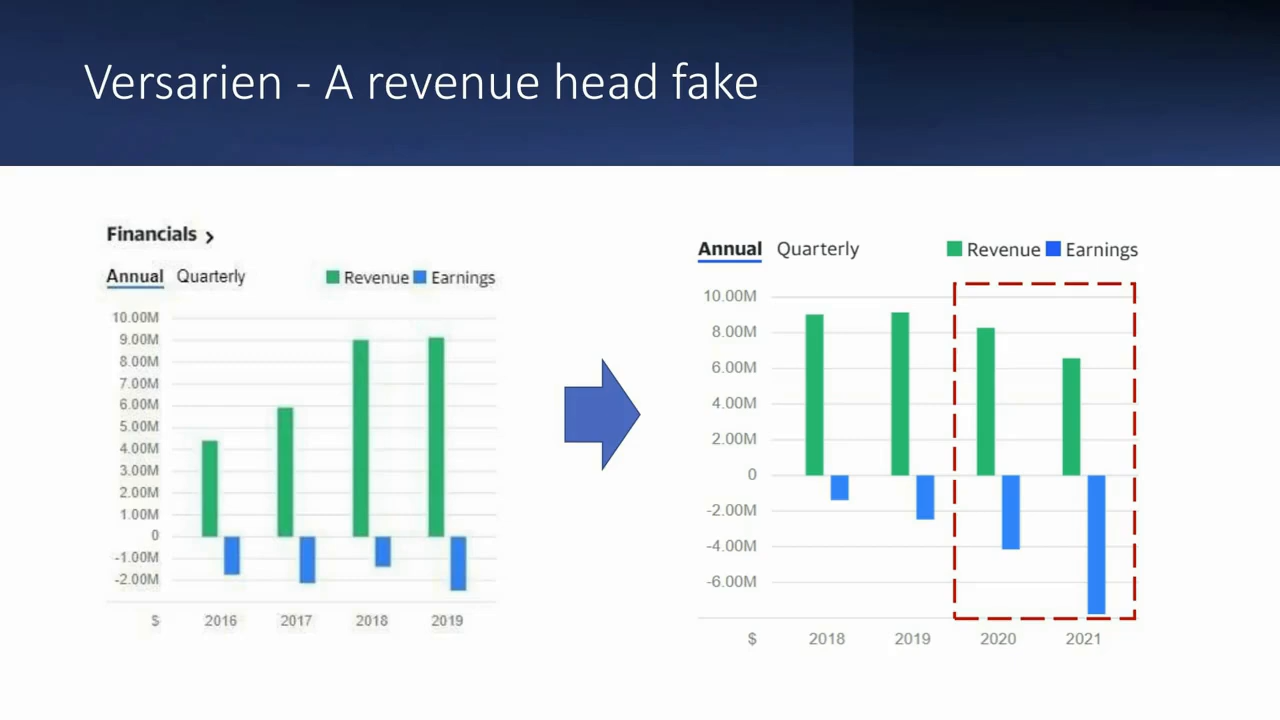 Versarien - A revenue head fake
Financials >
Annual Quarterly Revenue Earnings
10.00M
9.00M
8.00M
7.00M
6.00M
5.00M
4.00M
3.00M
2.00M
1.00M
0
-1.00M
-2.00M
$ 2016 2017 2018 2019
Annual Quarterly Revenue Earnings
10.00M
8.00M
6.00M
4.00M
2.00M
0
-2.00M
-4.00M
-6.00M
$ 2018 2019 2020 2021